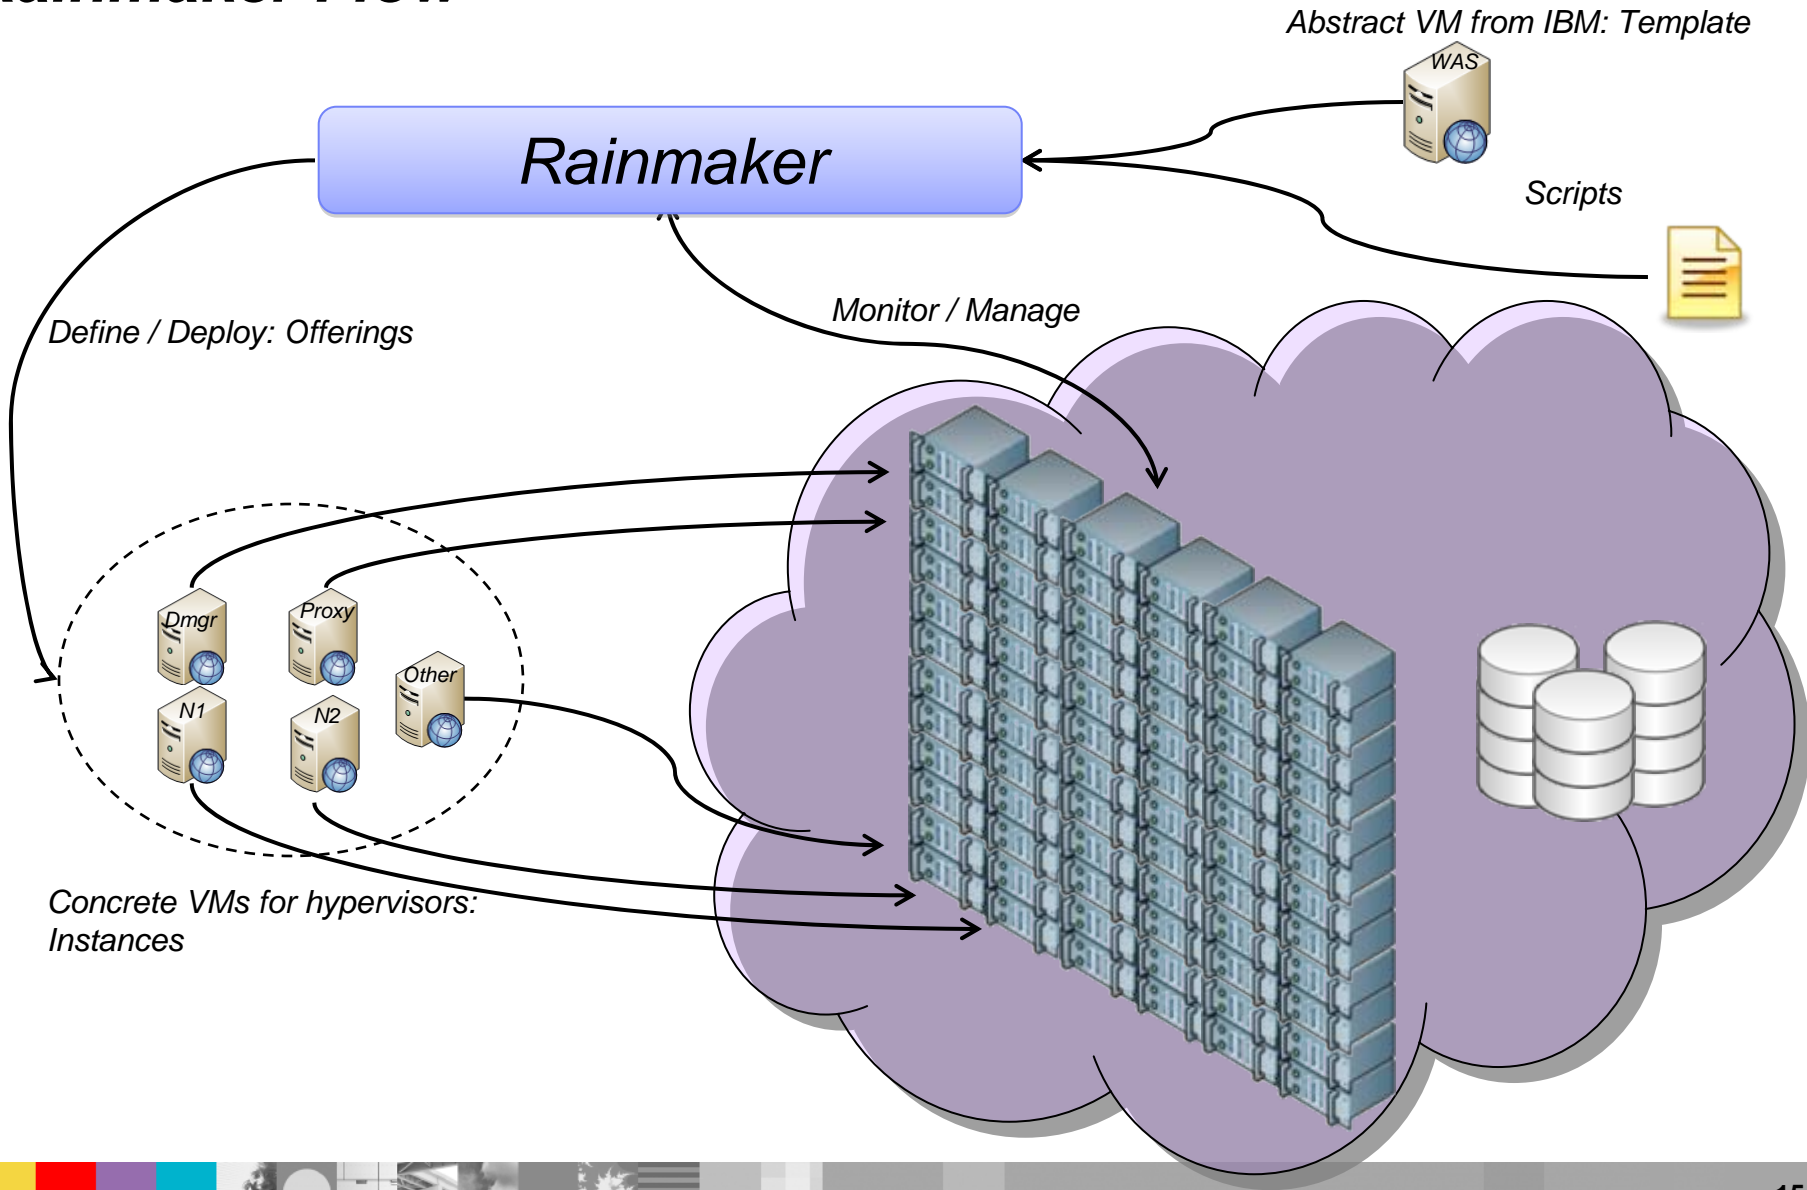 Abstract VM from IBM: Template
WAS
Rainmaker
Scripts
Monitor / Manage
Define / Deploy: Offerings
Dmgr
Proxy
Other
N1
N2
Concrete VMs for hypervisors:
Instances